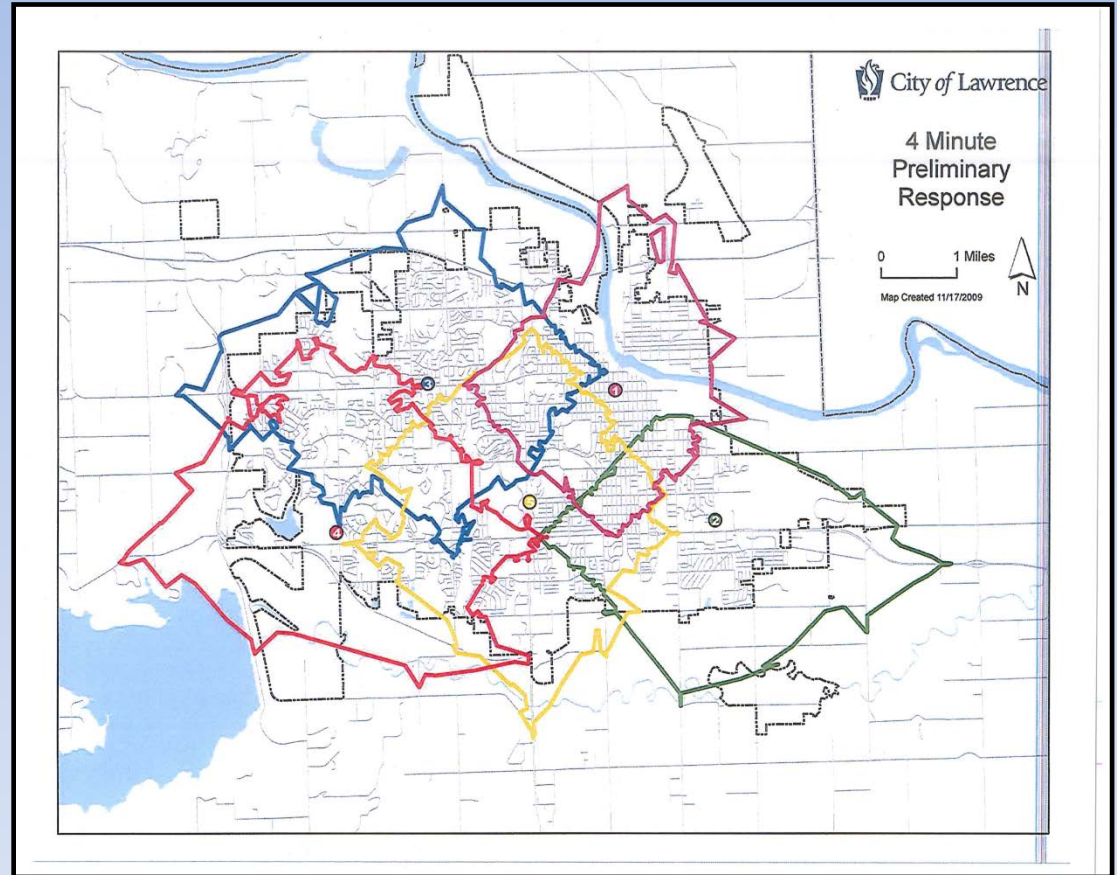 City of Lawrence
4 Minute
Preliminary
Response
0 1 Miles
N
Map Created 11/17/2009
3
1
5
2
4